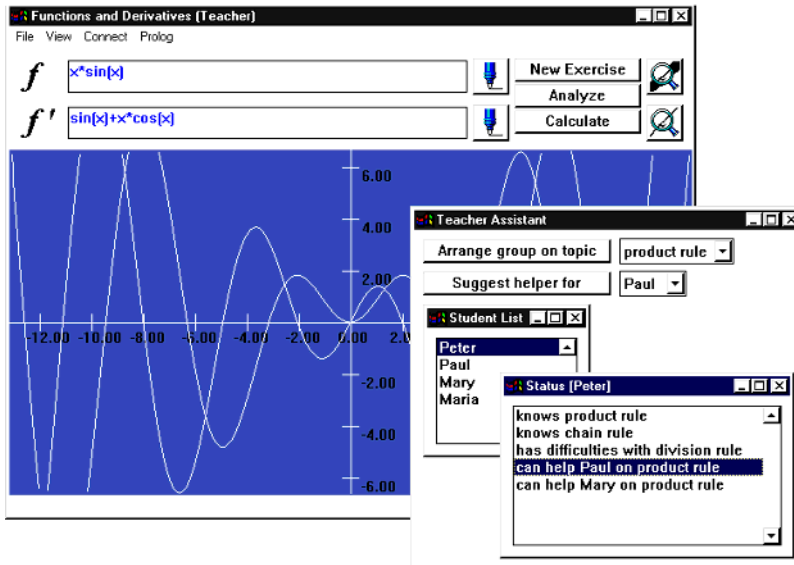 Functions and Derivatives (Teacher)
File View Connect Prolog
f x*sin(x) New Exercise
Analyze
f ' sin(x)+x*cos(x) Calculate
6.00
4.00
2.00
-12.00 -10.00 -8.00 -6.00 -4.00 -2.00 0.00 2.0
-2.00
-4.00
-6.00
Teacher Assistant
Arrange group on topic product rule
Suggest helper for Paul
Student List
Peter
Paul
Mary
Maria
Status [Peter]
knows product rule
knows chain rule
has difficulties with division rule
can help Paul on product rule
can help Mary on product rule